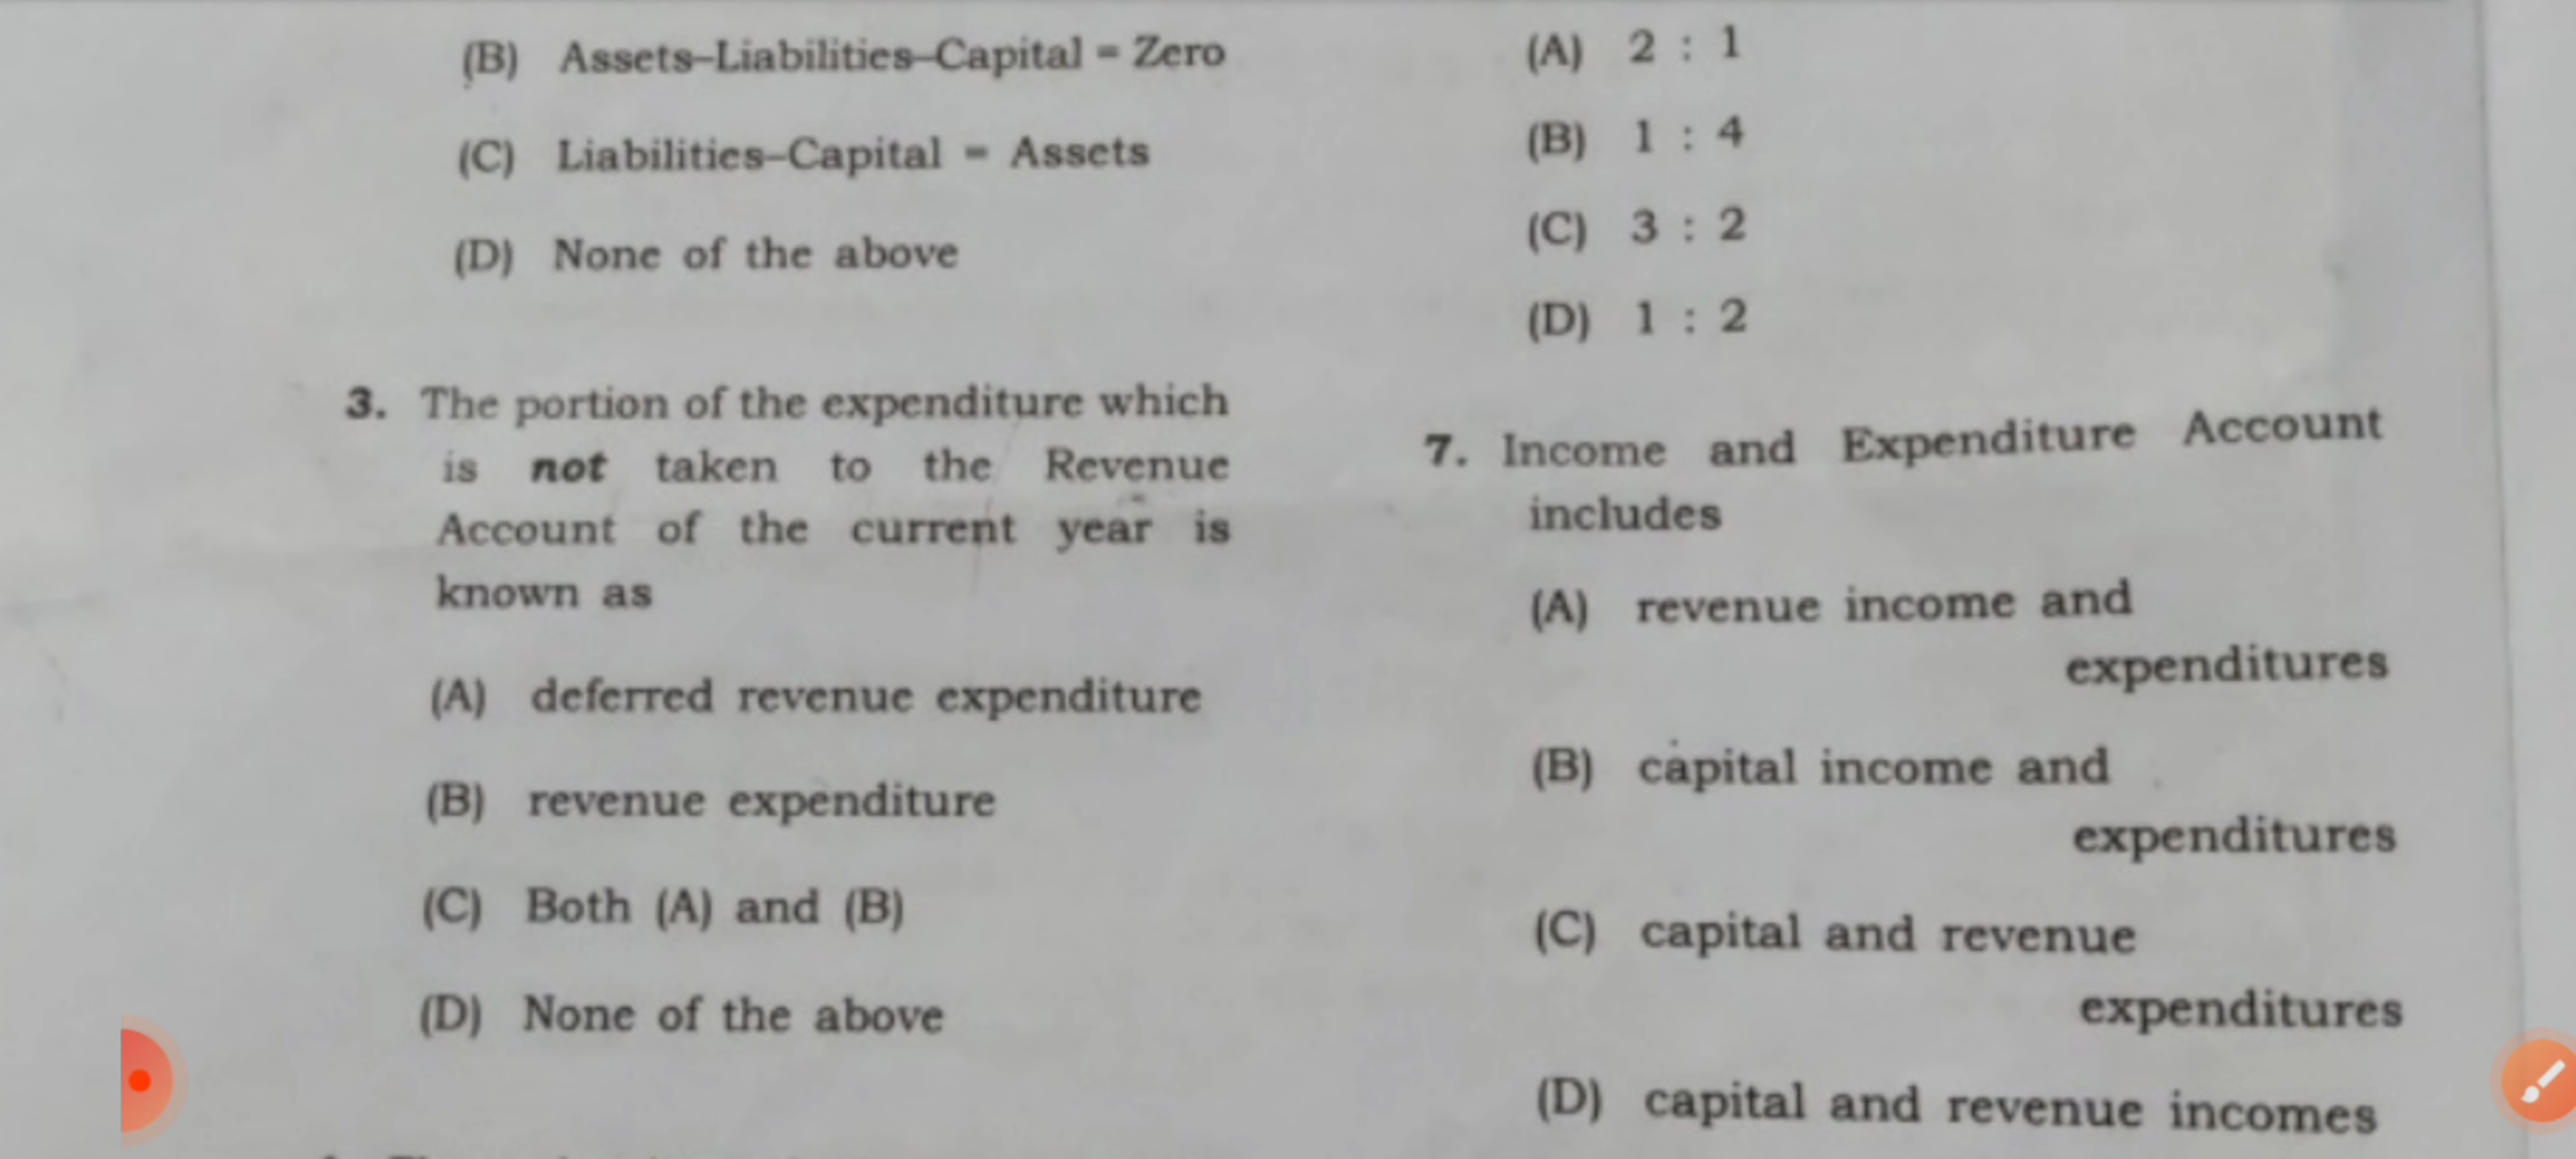 (B) Assets–Liabilities–Capital = Zero
(C) Liabilities–Capital = Assets
(D) None of the above
3. The portion of the expenditure which
is not taken to the Revenue
Account of the current year is
known as
(A) deferred revenue expenditure
(B) revenue expenditure
(C) Both (A) and (B)
(D) None of the above
(A) 2 : 1
(B) 1 : 4
(C) 3 : 2
(D) 1 : 2
7. Income and Expenditure Account
includes
(A) revenue income and
expenditures
(B) capital income and
expenditures
(C) capital and revenue
expenditures
(D) capital and revenue incomes